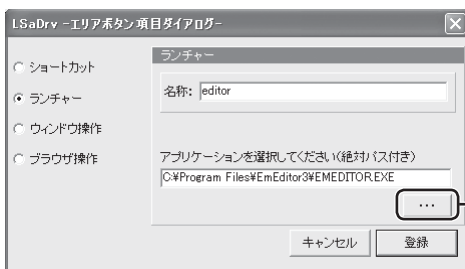 LSaDrv -エリアボタン項目ダイアログ-
ショートカット
ランチャー
ウィンドウ操作
ブラウザ操作
ランチャー
名称: editor
アプリケーションを選択してください(絶対パス付き)
C:¥Program Files¥EmEditor3¥EMEDITOR.EXE
...
キャンセル
登録